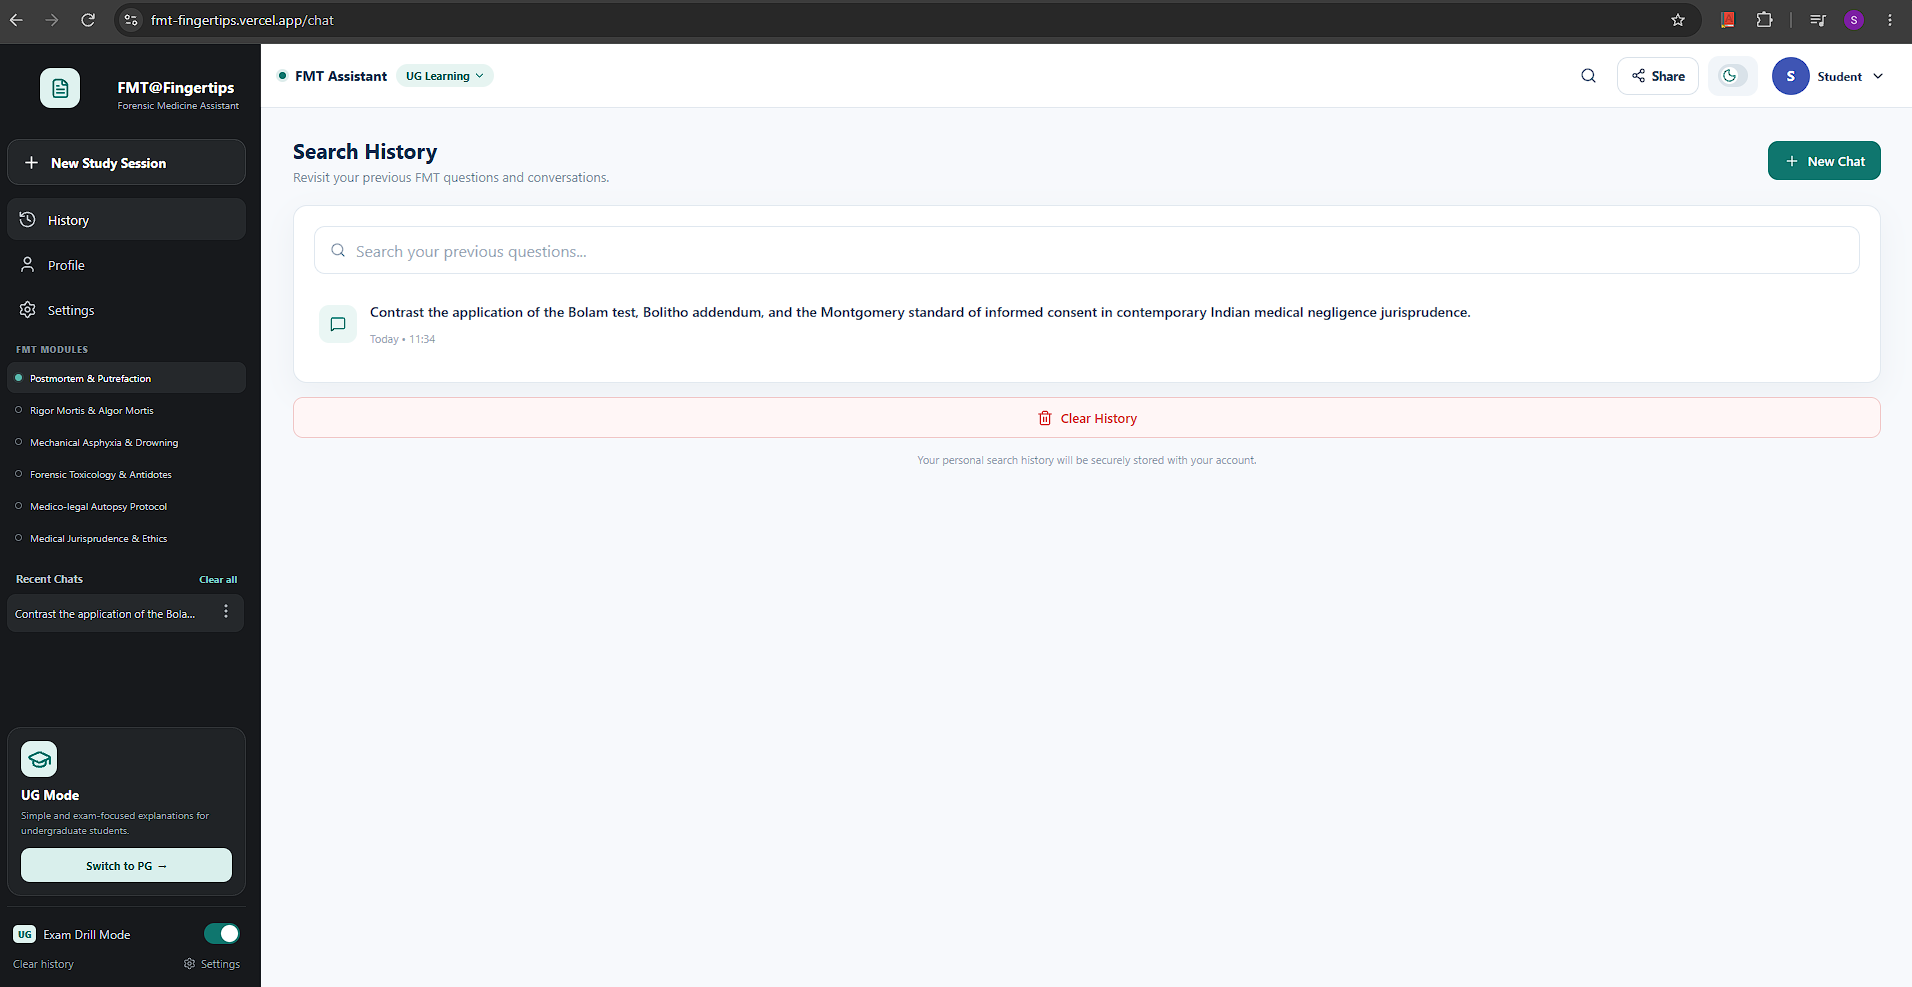 fmt-fingertips.vercel.app/chat
S
FMT@Fingertips
Forensic Medicine Assistant
New Study Session
History
Profile
Settings
FMT MODULES
Postmortem & Putrefaction
Rigor Mortis & Algor Mortis
Mechanical Asphyxia & Drowning
Forensic Toxicology & Antidotes
Medico-legal Autopsy Protocol
Medical Jurisprudence & Ethics
Recent Chats Clear all
Contrast the application of the Bola...
UG Mode
Simple and exam-focused explanations for
undergraduate students.
Switch to PG →
UG Exam Drill Mode
Clear history Settings
FMT Assistant UG Learning Share S Student
Search History
Revisit your previous FMT questions and conversations.
+ New Chat
Search your previous questions...
Contrast the application of the Bolam test, Bolitho addendum, and the Montgomery standard of informed consent in contemporary Indian medical negligence jurisprudence.
Today • 11:34
Clear History
Your personal search history will be securely stored with your account.